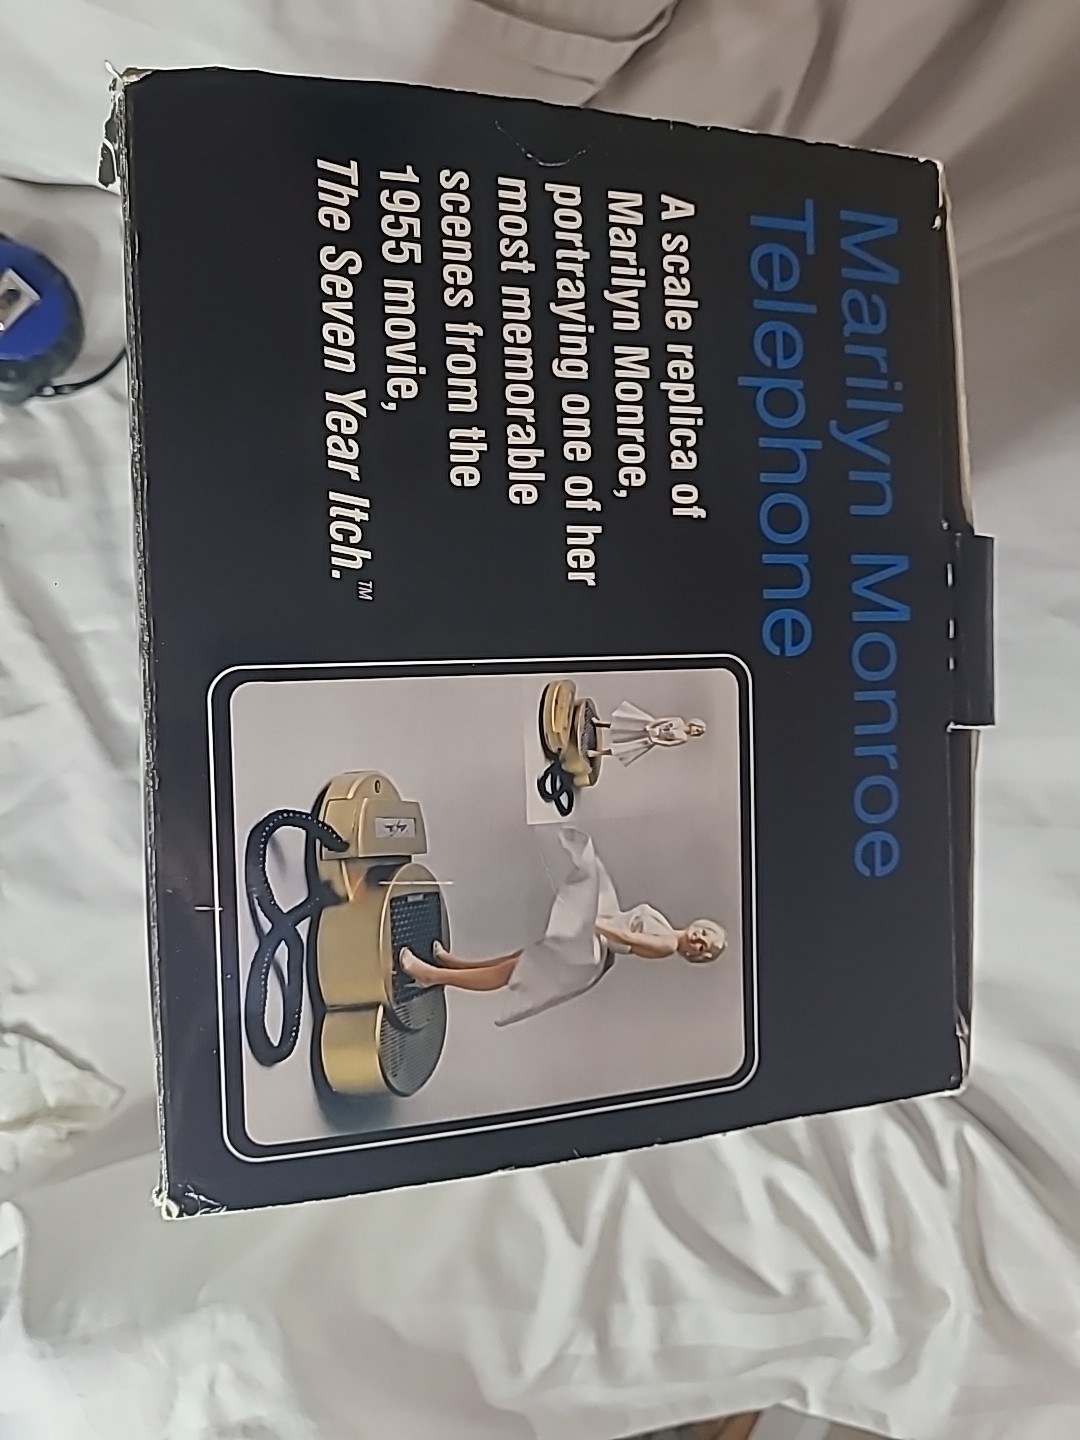 Marilyn Monroe
Telephone
A scale replica of
Marilyn Monroe,
portraying one of her
most memorable
scenes from the
1955 movie,
The Seven Year Itch.™